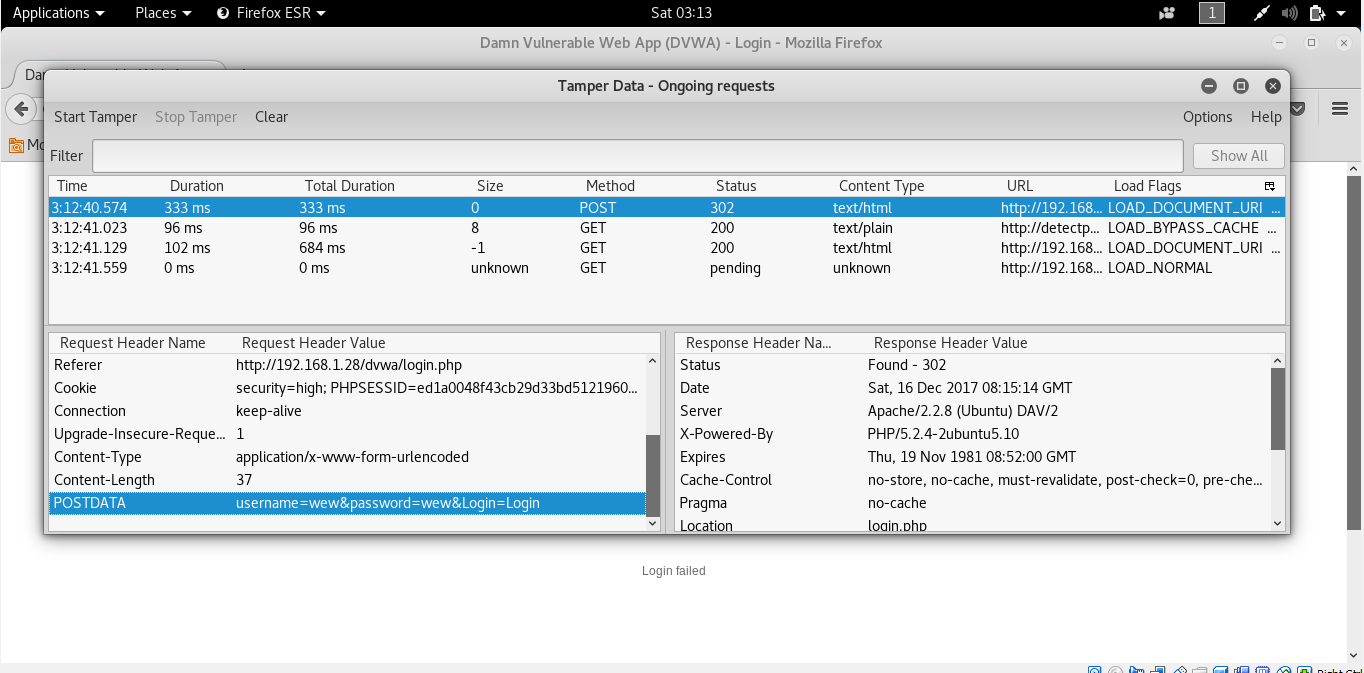 Applications Places Firefox ESR Sat 03:13 1
Damn Vulnerable Web App (DVWA) - Login - Mozilla Firefox
Tamper Data - Ongoing requests
Start Tamper Stop Tamper Clear Options Help
Filter Show All
Time Duration Total Duration Size Method Status Content Type URL Load Flags
3:12:40.574 333 ms 333 ms 0 POST 302 text/html http://192.168... LOAD_DOCUMENT_URI ...
3:12:41.023 96 ms 96 ms 8 GET 200 text/plain http://detectp... LOAD_BYPASS_CACHE ...
3:12:41.129 102 ms 684 ms -1 GET 200 text/html http://192.168... LOAD_DOCUMENT_URI ...
3:12:41.559 0 ms 0 ms unknown GET pending unknown http://192.168... LOAD_NORMAL
Request Header Name Request Header Value
Referer http://192.168.1.28/dvwa/login.php
Cookie security=high; PHPSESSID=ed1a0048f43cb29d33bd5121960...
Connection keep-alive
Upgrade-Insecure-Reque... 1
Content-Type application/x-www-form-urlencoded
Content-Length 37
POSTDATA username=wew&password=wew&Login=Login
Response Header Na... Response Header Value
Status Found - 302
Date Sat, 16 Dec 2017 08:15:14 GMT
Server Apache/2.2.8 (Ubuntu) DAV/2
X-Powered-By PHP/5.2.4-2ubuntu5.10
Expires Thu, 19 Nov 1981 08:52:00 GMT
Cache-Control no-store, no-cache, must-revalidate, post-check=0, pre-che...
Pragma no-cache
Location login.php
Login failed
Right Ctrl